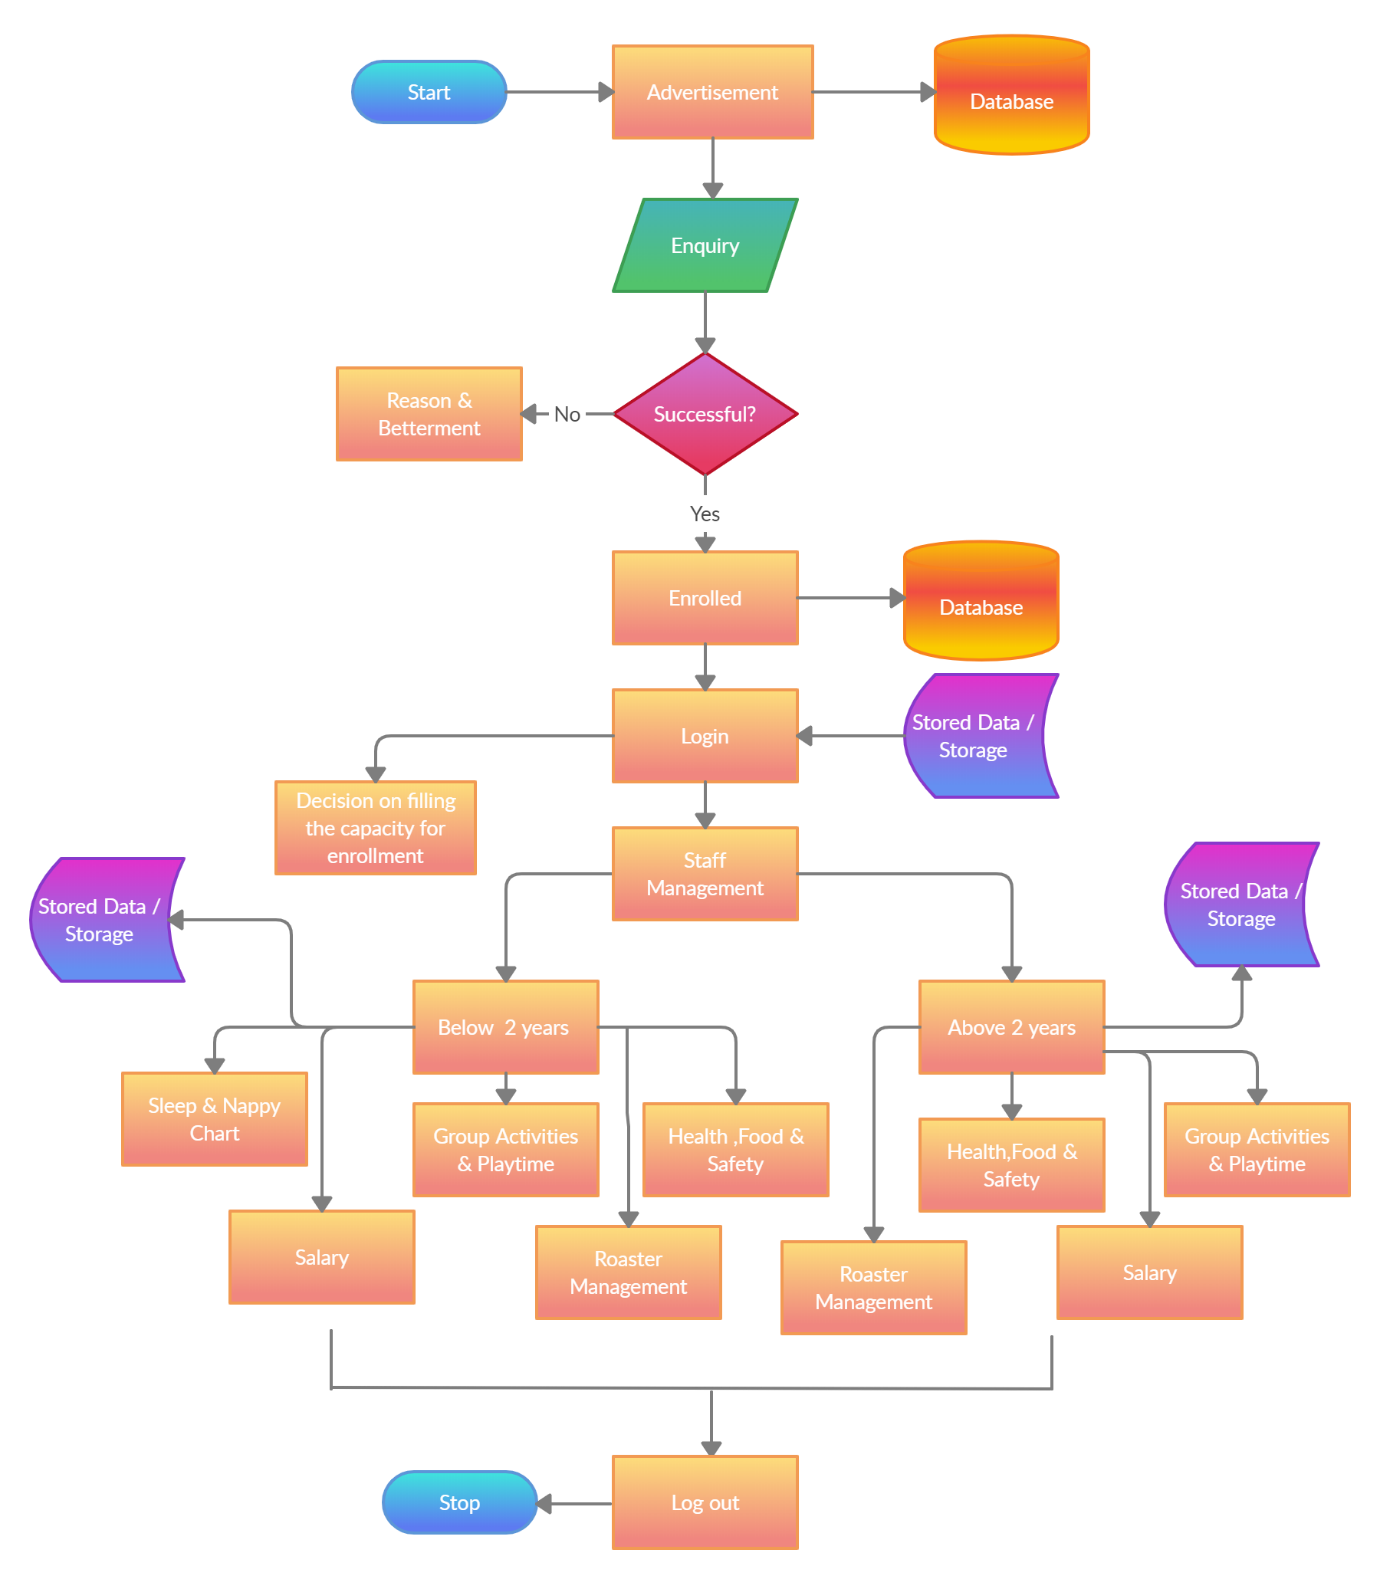 Start
Advertisement
Database
Enquiry
Reason &
Betterment
No
Successful?
Yes
Enrolled
Database
Login
Stored Data /
Storage
Decision on filling
the capacity for
enrollment
Staff
Management
Stored Data /
Storage
Stored Data /
Storage
Below  2 years
Above 2 years
Sleep & Nappy
Chart
Group Activities
& Playtime
Health ,Food &
Safety
Health,Food &
Safety
Group Activities
& Playtime
Salary
Roaster
Management
Roaster
Management
Salary
Stop
Log out